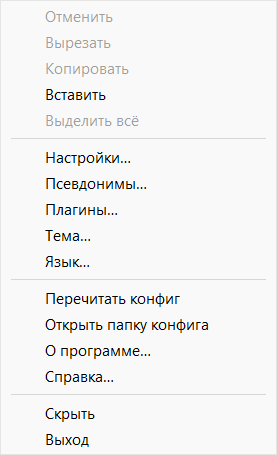 Отменить
Вырезать
Копировать
Вставить
Выделить всё
Настройки...
Псевдонимы...
Плагины...
Тема...
Язык...
Перечитать конфиг
Открыть папку конфига
О программе...
Справка...
Скрыть
Выход